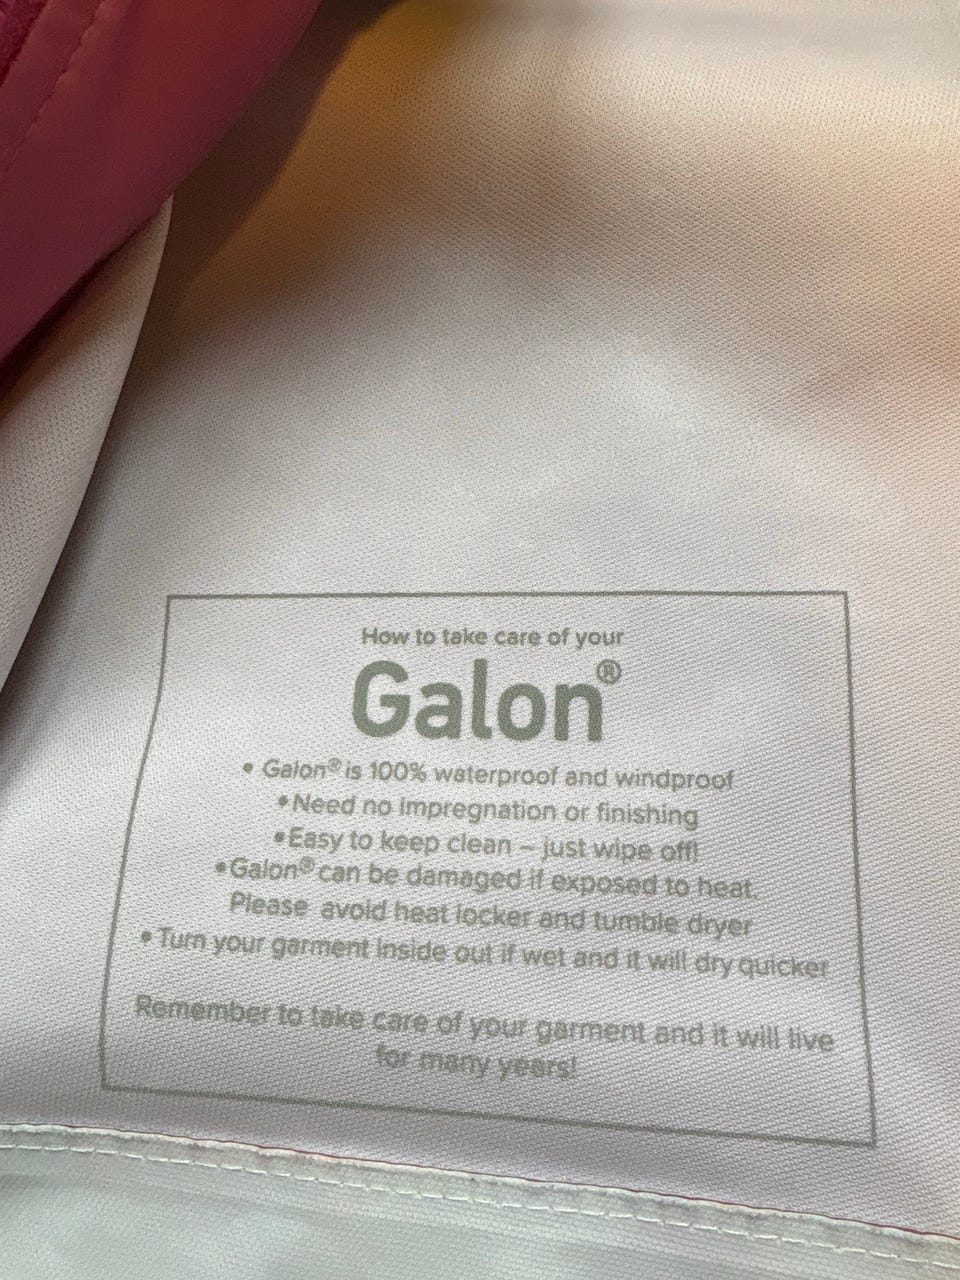 How to take care of your
Galon®
• Galon® is 100% waterproof and windproof
•Need no impregnation or finishing
•Easy to keep clean – just wipe off!
•Galon® can be damaged if exposed to heat.
Please avoid heat locker and tumble dryer
• Turn your garment inside out if wet and it will dry quicker
Remember to take care of your garment and it will live
for many years!